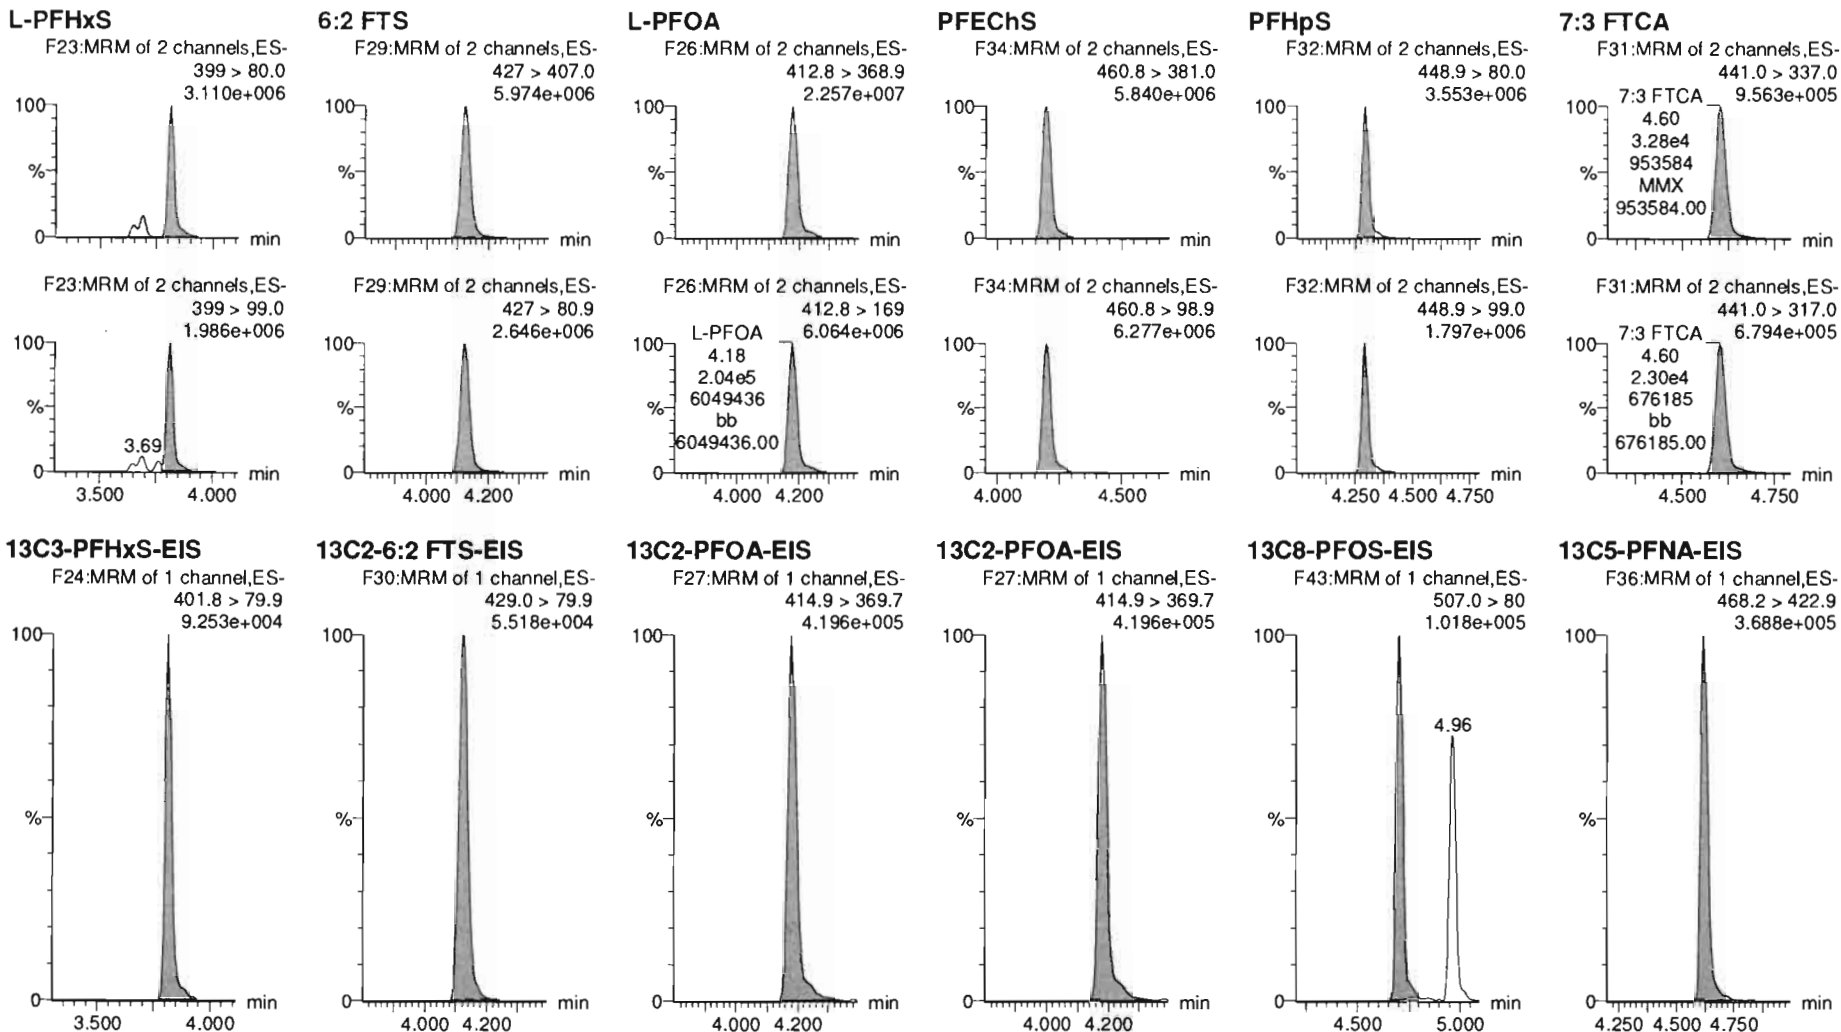 L-PFHxS
F23:MRM of 2 channels,ES-
399 > 80.0
3.110e+006
100
%
0
min
F23:MRM of 2 channels,ES-
399 > 99.0
1.986e+006
100
%
3.69
0
min
3.500 4.000
6:2 FTS
F29:MRM of 2 channels,ES-
427 > 407.0
5.974e+006
100
%
0
min
F29:MRM of 2 channels,ES-
427 > 80.9
2.646e+006
100
%
0
min
4.000 4.200
L-PFOA
F26:MRM of 2 channels,ES-
412.8 > 368.9
2.257e+007
100
%
0
min
F26:MRM of 2 channels,ES-
412.8 > 169
6.064e+006
L-PFOA
4.18
2.04e5
6049436
bb
6049436.00
100
%
0
min
4.000 4.200
PFEChS
F34:MRM of 2 channels,ES-
460.8 > 381.0
5.840e+006
100
%
0
min
F34:MRM of 2 channels,ES-
460.8 > 98.9
6.277e+006
100
%
0
min
4.000 4.500
PFHpS
F32:MRM of 2 channels,ES-
448.9 > 80.0
3.553e+006
100
%
0
min
F32:MRM of 2 channels,ES-
448.9 > 99.0
1.797e+006
100
%
0
min
4.250 4.500 4.750
7:3 FTCA
F31:MRM of 2 channels,ES-
441.0 > 337.0
9.563e+005
7:3 FTCA
4.60
3.28e4
953584
MMX
953584.00
100
%
0
min
F31:MRM of 2 channels,ES-
441.0 > 317.0
6.794e+005
7:3 FTCA
4.60
2.30e4
676185
bb
676185.00
100
%
0
min
4.500 4.750
13C3-PFHxS-EIS
F24:MRM of 1 channel,ES-
401.8 > 79.9
9.253e+004
100
%
0
min
3.500 4.000
13C2-6:2 FTS-EIS
F30:MRM of 1 channel,ES-
429.0 > 79.9
5.518e+004
100
%
0
min
4.000 4.200
13C2-PFOA-EIS
F27:MRM of 1 channel,ES-
414.9 > 369.7
4.196e+005
100
%
0
min
4.000 4.200
13C2-PFOA-EIS
F27:MRM of 1 channel,ES-
414.9 > 369.7
4.196e+005
100
%
0
min
4.000 4.200
13C8-PFOS-EIS
F43:MRM of 1 channel,ES-
507.0 > 80
1.018e+005
100
4.96
%
0
min
4.500 5.000
13C5-PFNA-EIS
F36:MRM of 1 channel,ES-
468.2 > 422.9
3.688e+005
100
%
0
min
4.250 4.500 4.750